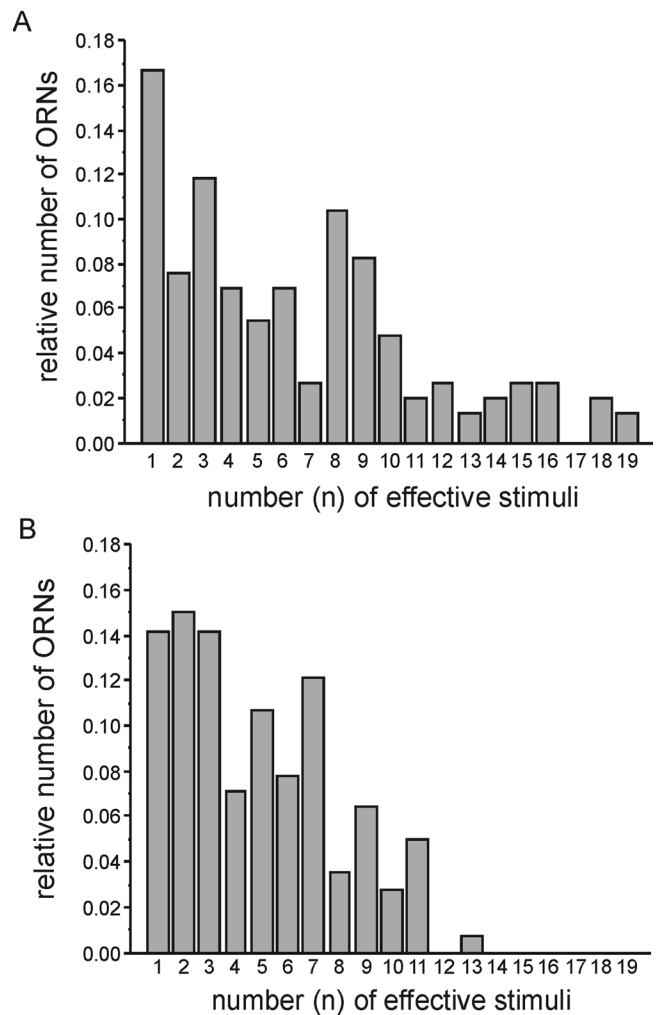 A
0.18
0.16
0.14
0.12
0.10
0.08
0.06
0.04
0.02
0.00
relative number of ORNs
1 2 3 4 5 6 7 8 9 10 11 12 13 14 15 16 17 18 19
number (n) of effective stimuli
B
0.18
0.16
0.14
0.12
0.10
0.08
0.06
0.04
0.02
0.00
relative number of ORNs
1 2 3 4 5 6 7 8 9 10 11 12 13 14 15 16 17 18 19
number (n) of effective stimuli